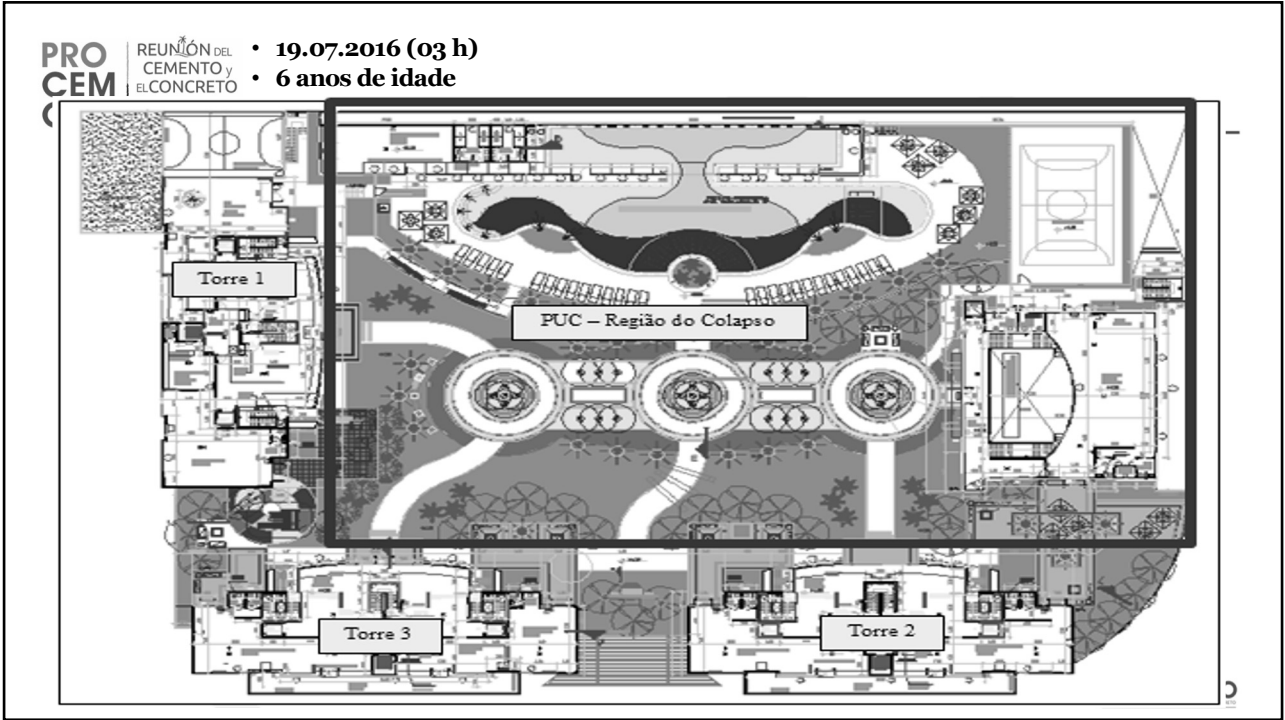 PRO
CEM
REUNIÓN DEL
CEMENTO y
EL CONCRETO
• 19.07.2016 (03 h)
• 6 anos de idade
Torre 1
PUC – Região do Colapso
Torre 3
Torre 2